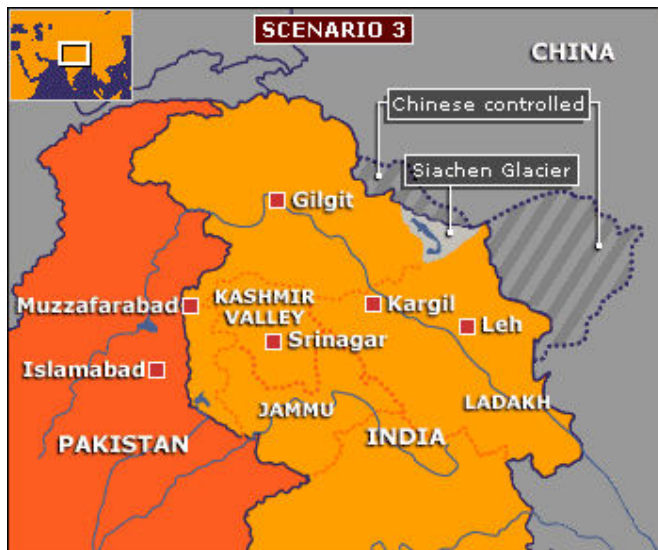 SCENARIO 3
CHINA
Chinese controlled
Siachen Glacier
Gilgit
Muzzafarabad
KASHMIR
VALLEY
Kargil
Srinagar
Leh
Islamabad
JAMMU
LADAKH
PAKISTAN
INDIA